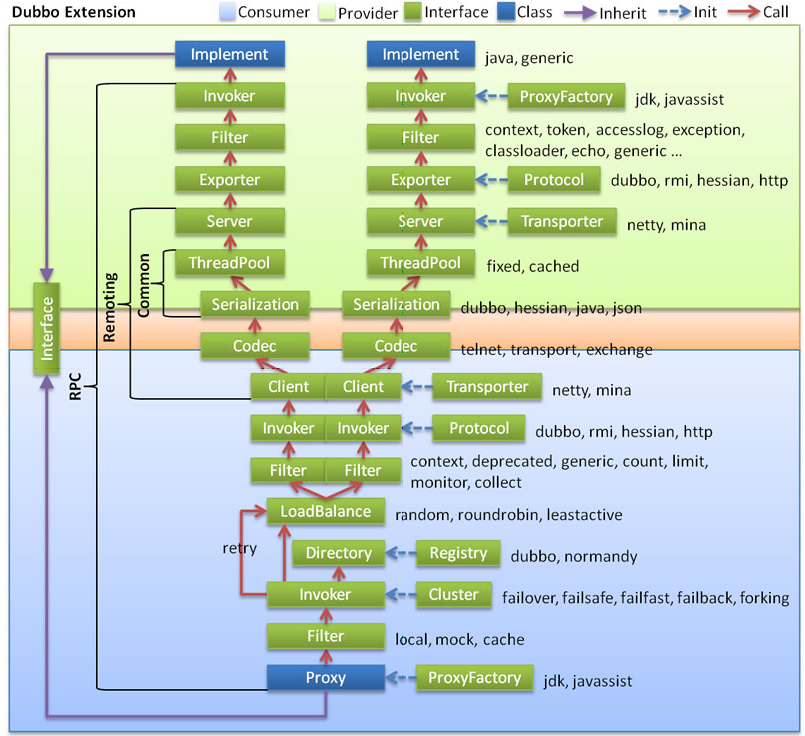 Dubbo Extension
Consumer
Provider
Interface
Class
Inherit
Init
Call
Implement
Implement
java, generic
Invoker
Invoker
ProxyFactory
jdk, javassist
Filter
Filter
context, token, accesslog, exception,
classloader, echo, generic ...
Exporter
Exporter
Protocol
dubbo, rmi, hessian, http
Server
Server
Transporter
netty, mina
ThreadPool
ThreadPool
fixed, cached
Common
Remoting
RPC
Interface
Serialization
Serialization
dubbo, hessian, java, json
Codec
Codec
telnet, transport, exchange
Client
Client
Transporter
netty, mina
Invoker
Invoker
Protocol
dubbo, rmi, hessian, http
Filter
Filter
context, deprecated, generic, count, limit,
monitor, collect
LoadBalance
random, roundrobin, leastactive
retry
Directory
Registry
dubbo, normandy
Invoker
Cluster
failover, failsafe, failfast, failback, forking
Filter
local, mock, cache
Proxy
ProxyFactory
jdk, javassist